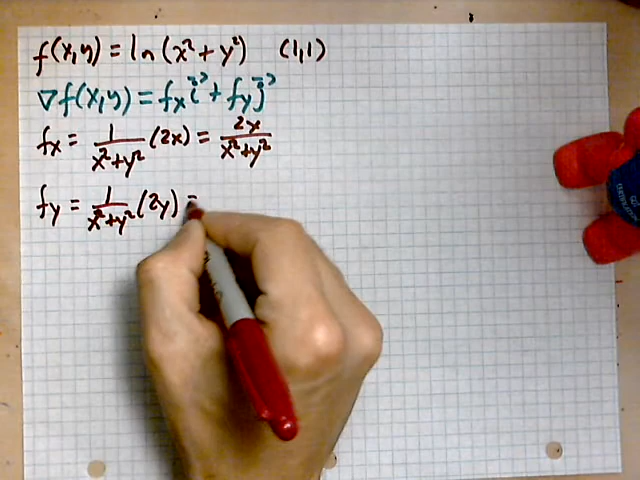 f(x,y) = ln(x²+y²) (1,1)
∇f(x,y) = fx i⃗ + fy j⃗
fx = 1/(x²+y²) (2x) = 2x/(x²+y²)
fy = 1/(x²+y²) (2y) =